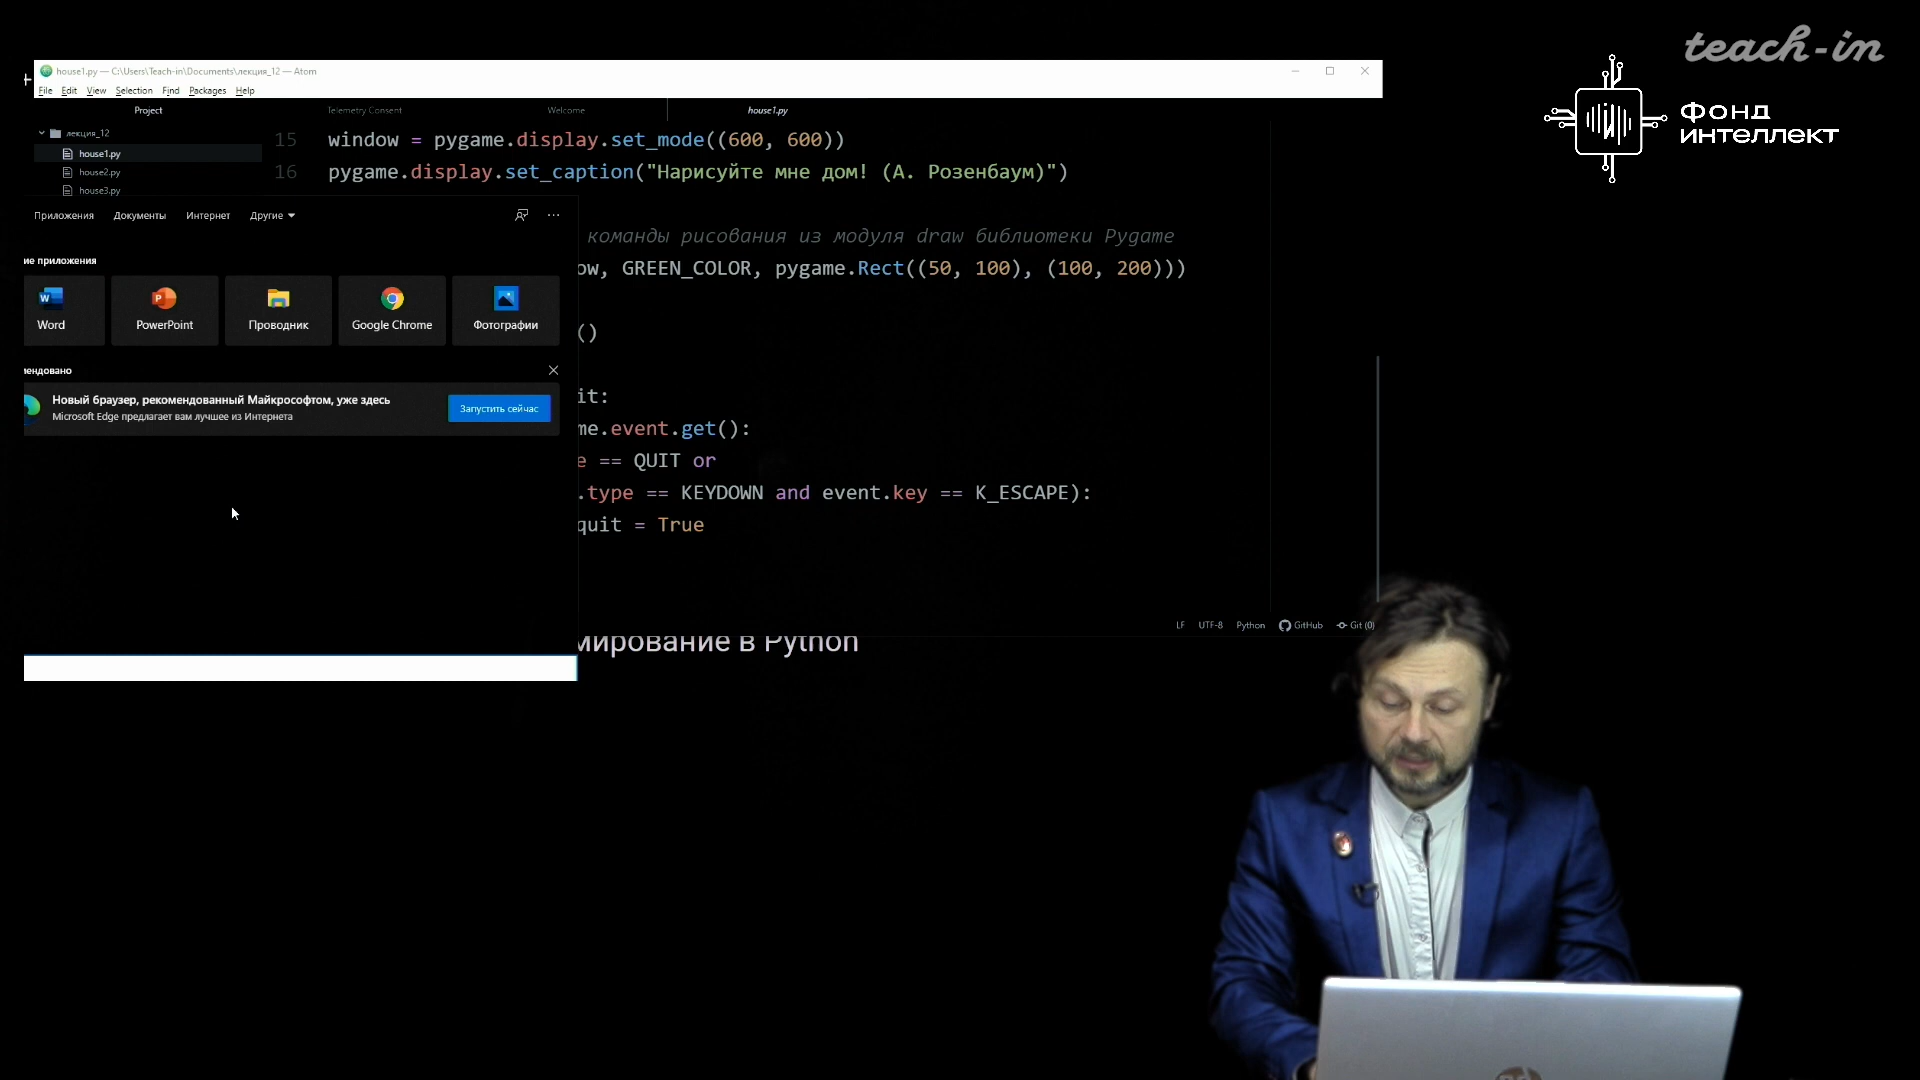 teach-in
Фонд
интеллект
house1.py — C:\Users\Teach-in\Documents\лекция_12 — Atom
File Edit View Selection Find Packages Help
Project
Telemetry Consent
Welcome
house1.py
лекция_12
house1.py
house2.py
house3.py
15 window = pygame.display.set_mode((600, 600))
16 pygame.display.set_caption("Нарисуйте мне дом! (А. Розенбаум)")
команды рисования из модуля draw библиотеки Pygame
ow, GREEN_COLOR, pygame.Rect((50, 100), (100, 200)))
()
it:
me.event.get():
e == QUIT or
.type == KEYDOWN and event.key == K_ESCAPE):
quit = True
Приложения Документы Интернет Другие
ие приложения
Word
PowerPoint
Проводник
Google Chrome
Фотографии
мендовано
Новый браузер, рекомендованный Майкрософтом, уже здесь
Microsoft Edge предлагает вам лучшее из Интернета
Запустить сейчас
LF UTF-8 Python GitHub Git (0)
мирование в Python